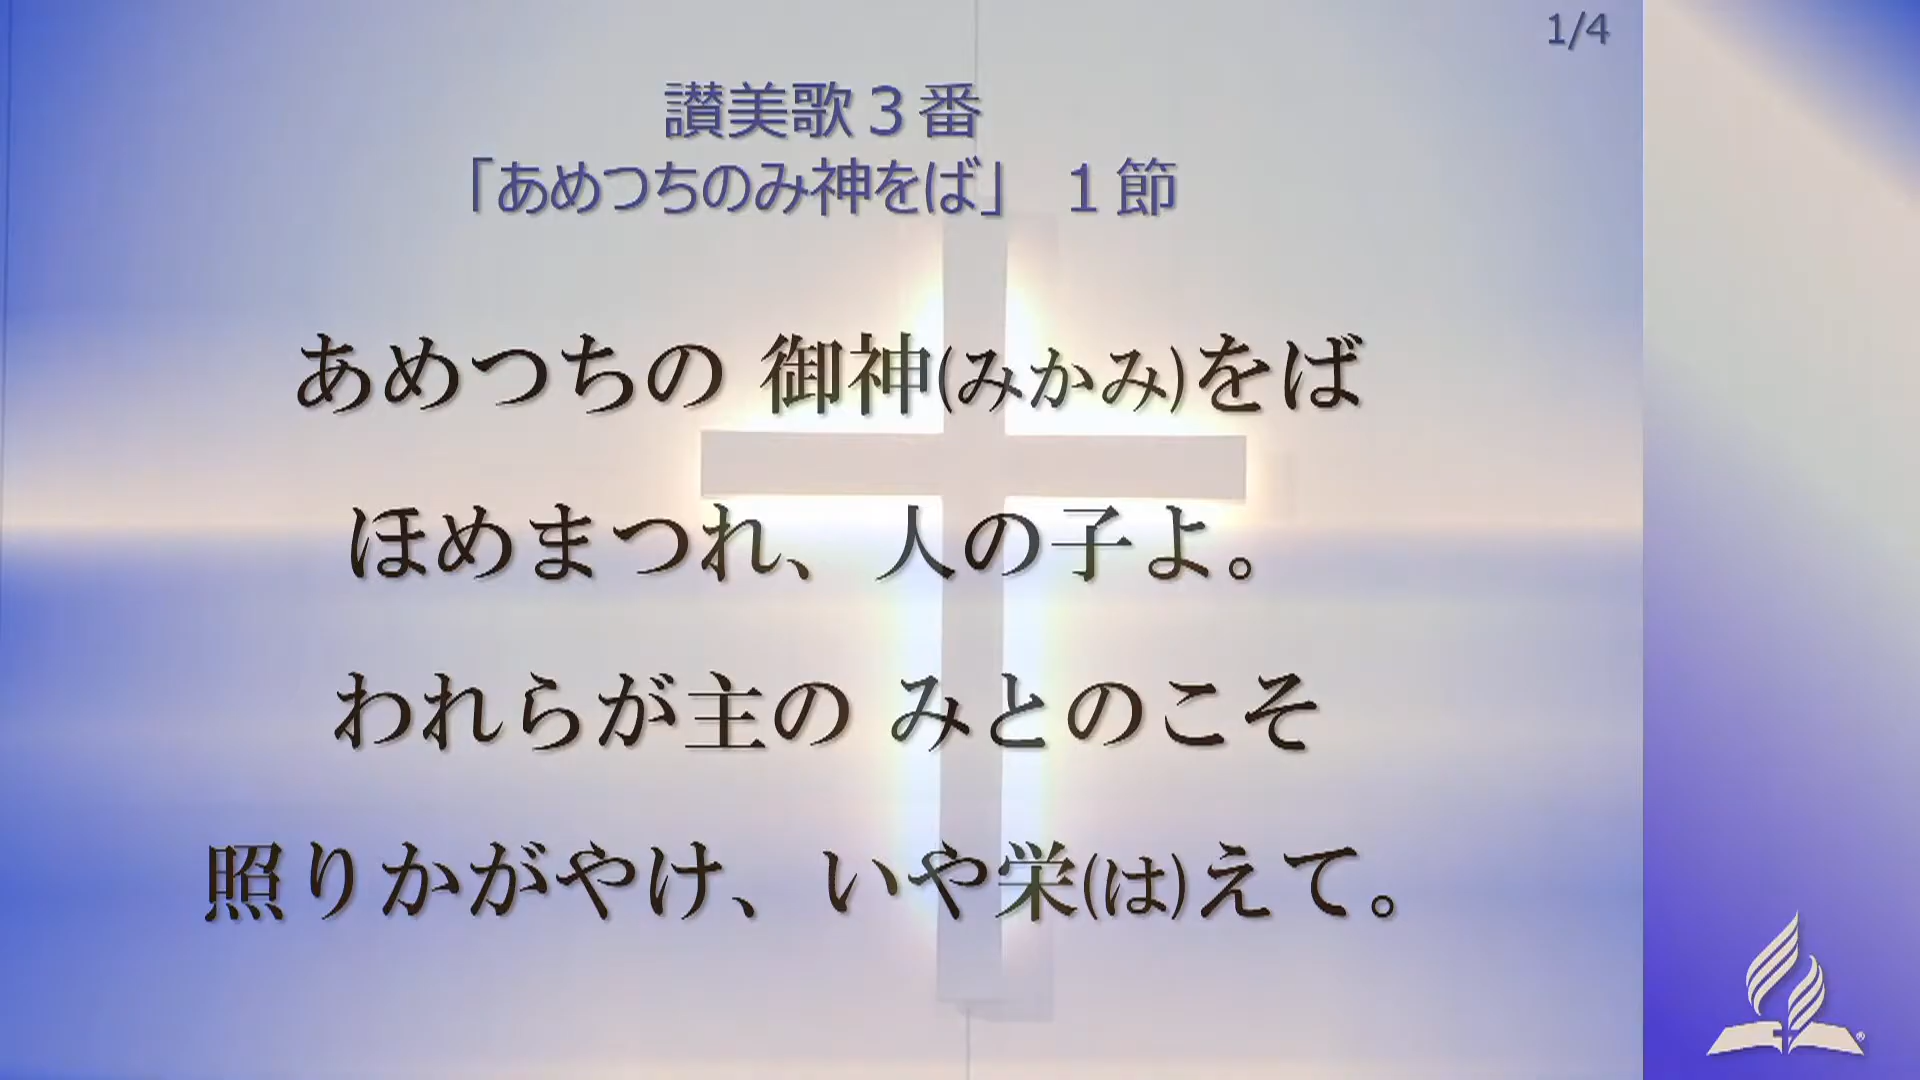 1/4
讃美歌３番
「あめつちのみ神をば」　１節
あめつちの 御神(みかみ)をば
ほめまつれ、人の子よ。
われらが主の みとのこそ
照りかがやけ、いや栄(は)えて。